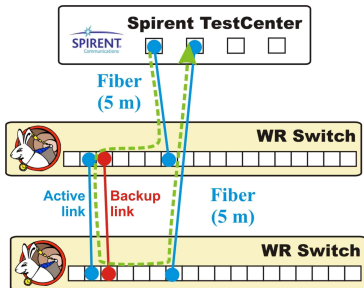 Spirent TestCenter
SPIRENT
Communications
Fiber
(5 m)
WR Switch
Active
link
Backup
link
Fiber
(5 m)
WR Switch